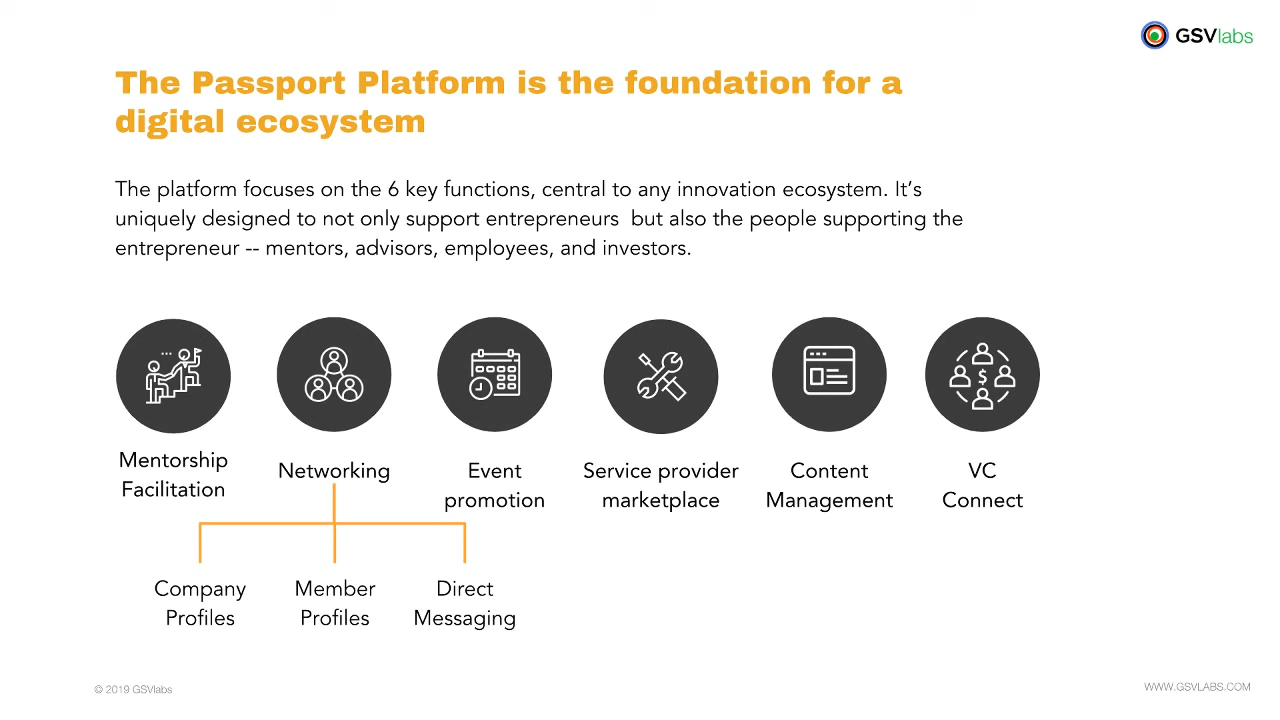 GSVlabs
The Passport Platform is the foundation for a
digital ecosystem
The platform focuses on the 6 key functions, central to any innovation ecosystem. It’s
uniquely designed to not only support entrepreneurs  but also the people supporting the
entrepreneur -- mentors, advisors, employees, and investors.
$
Mentorship
Facilitation
Networking
Event
promotion
Service provider
marketplace
Content
Management
VC
Connect
Company
Profiles
Member
Profiles
Direct
Messaging
© 2019 GSVlabs
WWW.GSVLABS.COM